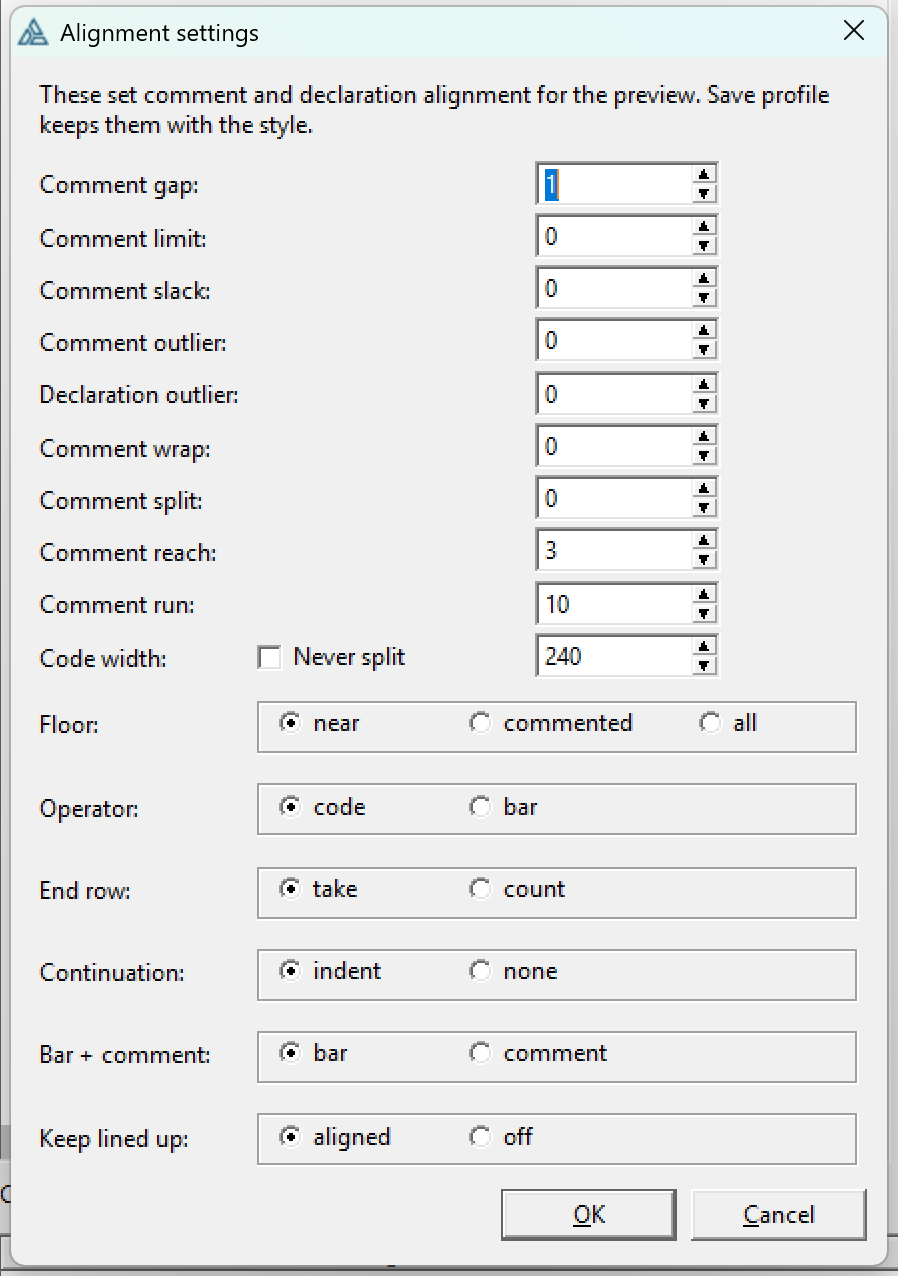 Alignment settings
These set comment and declaration alignment for the preview. Save profile
keeps them with the style.
Comment gap: 1
Comment limit: 0
Comment slack: 0
Comment outlier: 0
Declaration outlier: 0
Comment wrap: 0
Comment split: 0
Comment reach: 3
Comment run: 10
Code width: Never split 240
Floor: near commented all
Operator: code bar
End row: take count
Continuation: indent none
Bar + comment: bar comment
Keep lined up: aligned off
OK Cancel